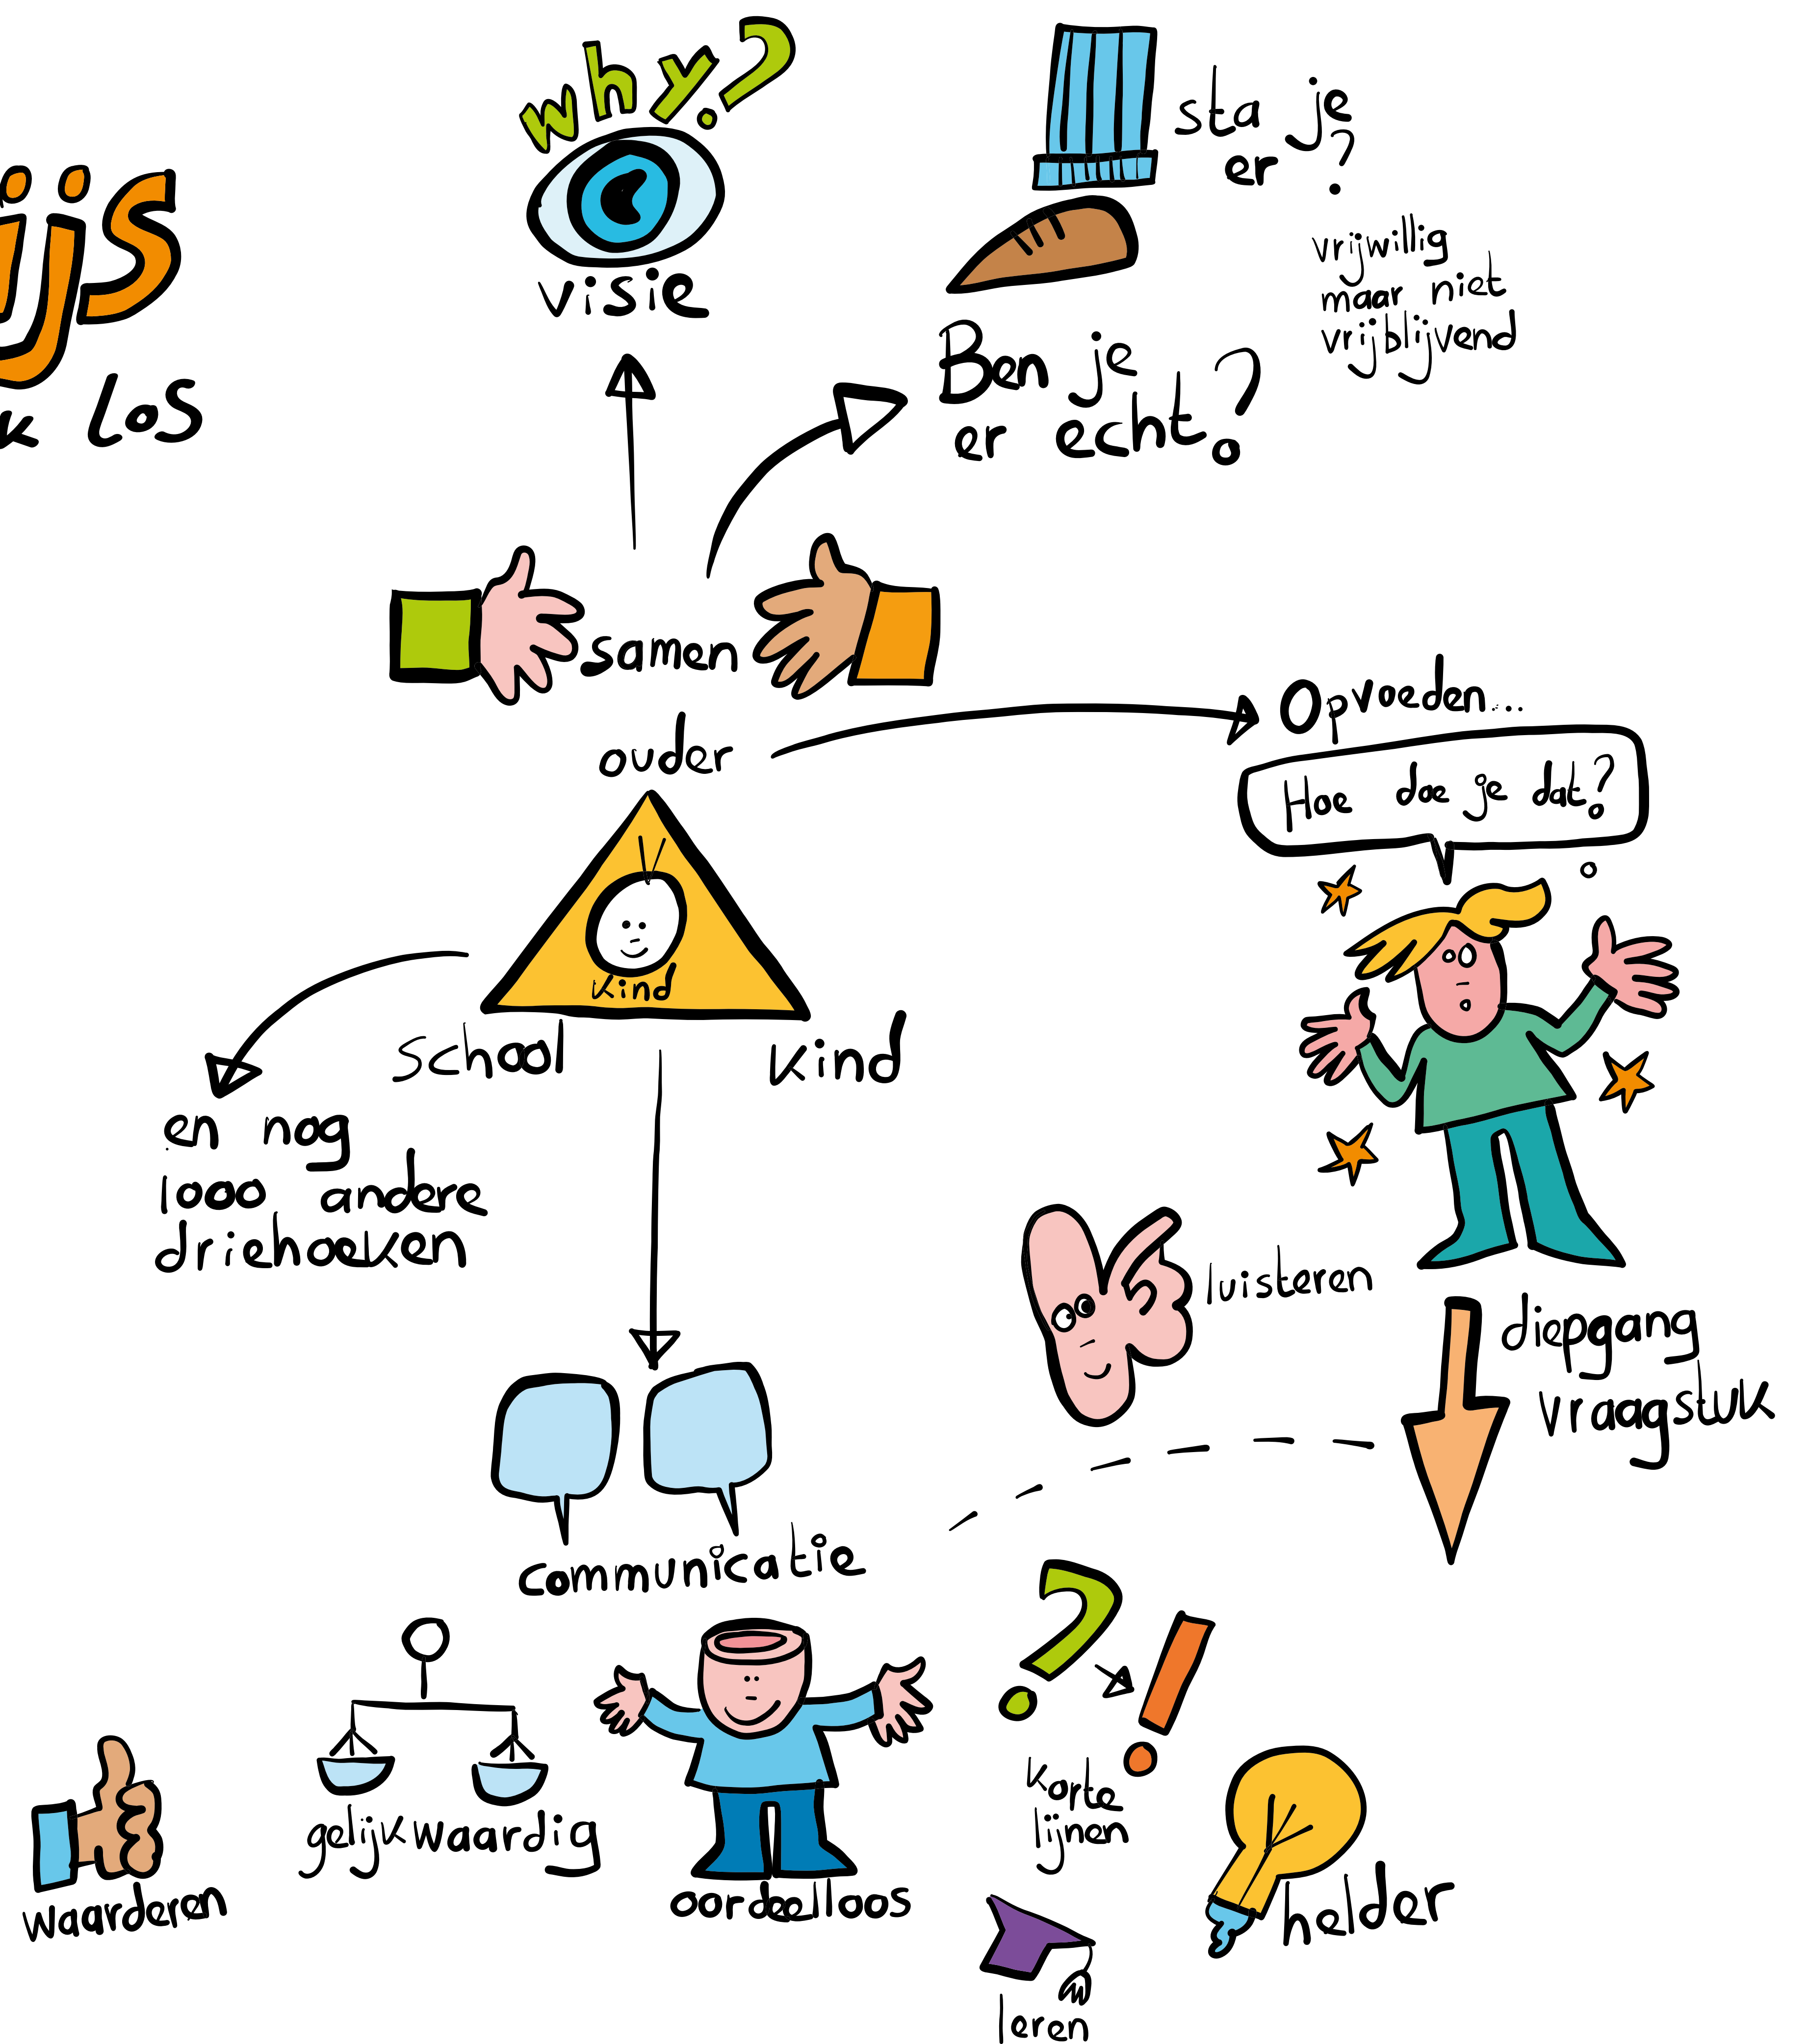 why?
visie
sta je
er ?
vrijwillig
maar niet
vrijblijvend
Ben je
er echt?
ijs
k los
samen
ouder
Opvoeden...
Hoe doe je dat?
Kind
School
Kind
en nog
1000 andere
driehoeken
luisteren
diepgang
vraagstuk
communicatie
?
!
korte
lijnen
gelijkwaardig
waarderen
oordeelloos
helder
leren